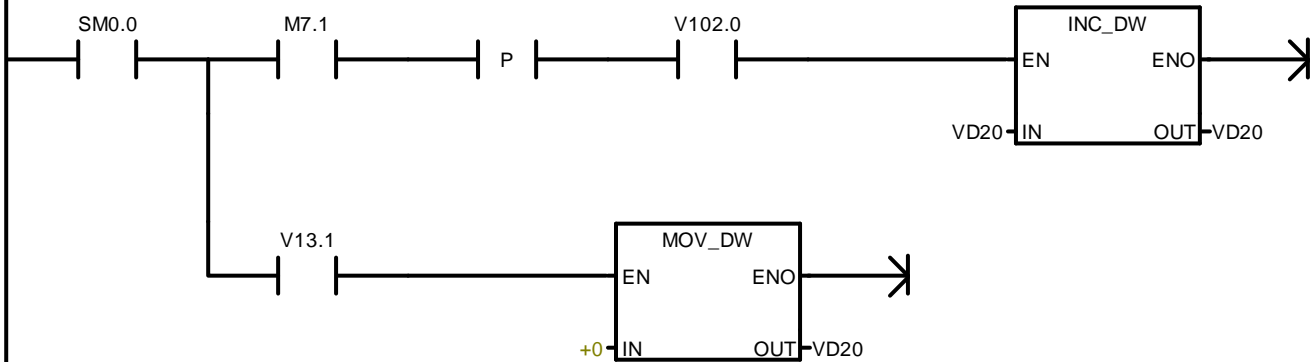 SM0.0 M7.1 P V102.0 INC_DW
EN ENO
VD20 IN OUT VD20
V13.1 MOV_DW
EN ENO
+0 IN OUT VD20